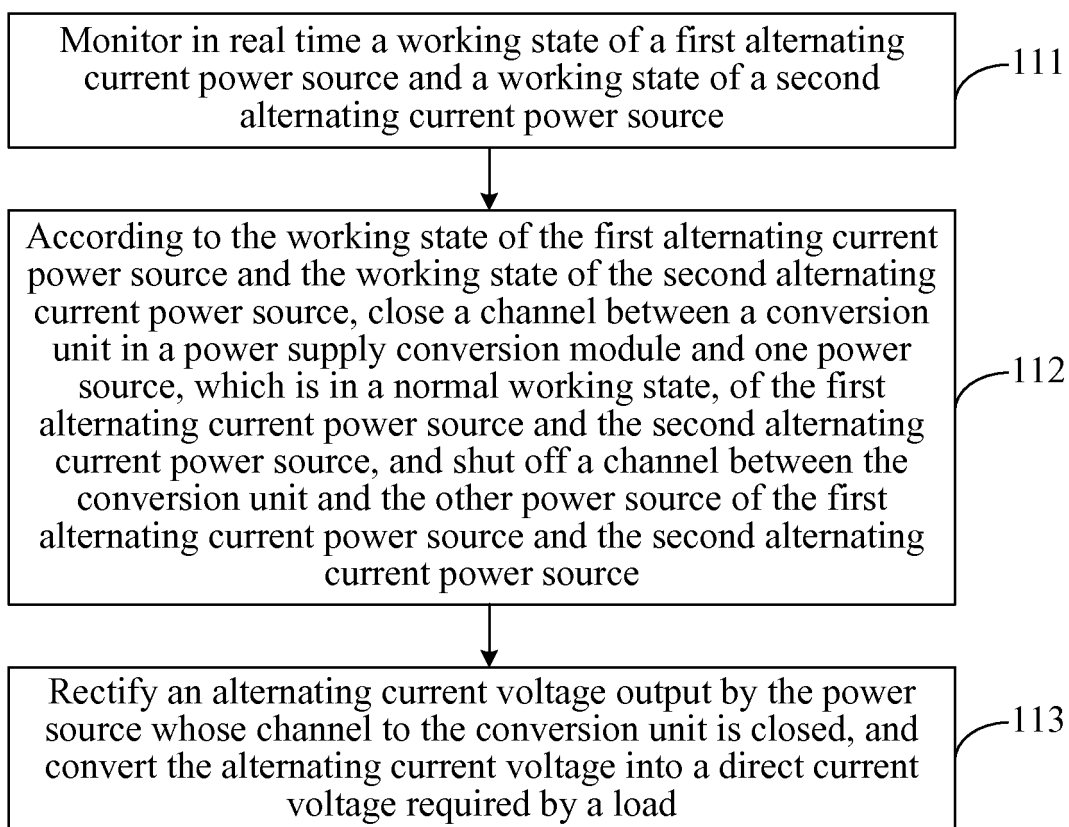 Monitor in real time a working state of a first alternating
current power source and a working state of a second
alternating current power source
111
According to the working state of the first alternating current
power source and the working state of the second alternating
current power source, close a channel between a conversion
unit in a power supply conversion module and one power
source, which is in a normal working state, of the first
alternating current power source and the second alternating
current power source, and shut off a channel between the
conversion unit and the other power source of the first
alternating current power source and the second alternating
current power source
112
Rectify an alternating current voltage output by the power
source whose channel to the conversion unit is closed, and
convert the alternating current voltage into a direct current
voltage required by a load
113